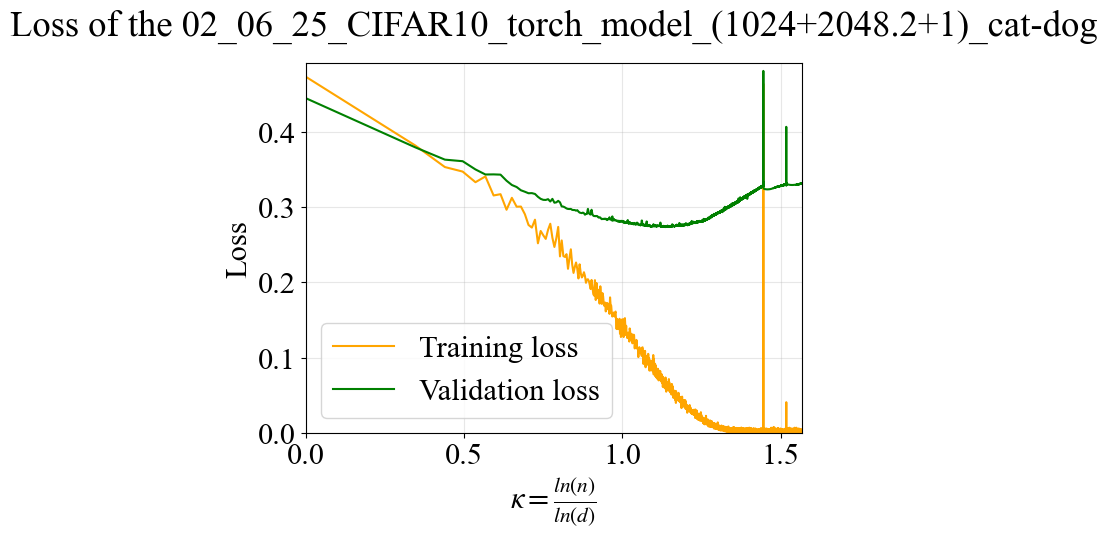 Loss of the 02_06_25_CIFAR10_torch_model_(1024+2048.2+1)_cat-dog
Loss
0.4
0.3
0.2
0.1
0.0
Training loss
Validation loss
0.0 0.5 1.0 1.5
κ = ln(n)/ln(d)